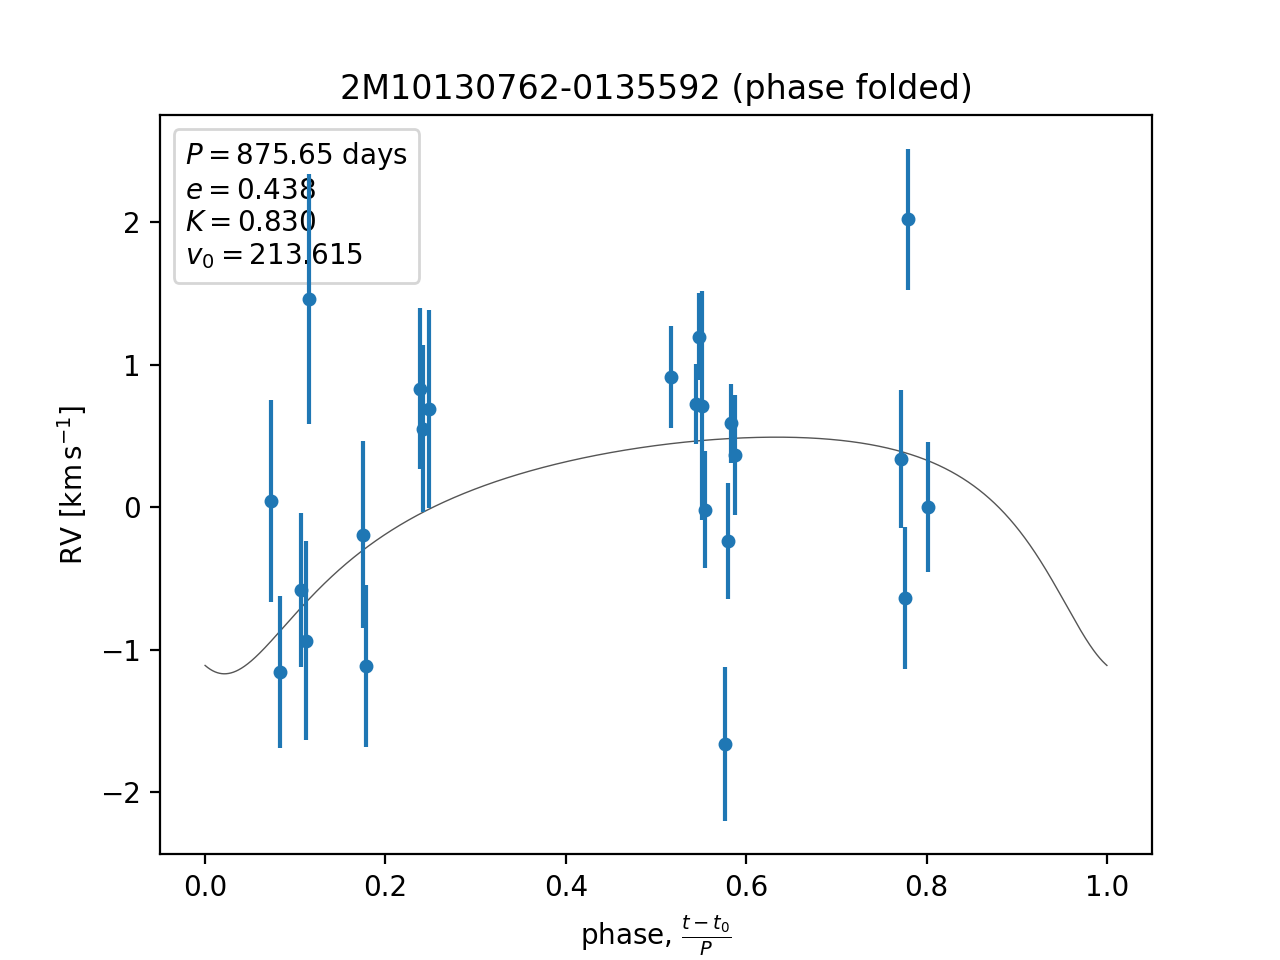 2M10130762-0135592 (phase folded)
P = 875.65 days
e = 0.438
K = 0.830
v₀ = 213.615
2
1
0
−1
−2
RV [km s⁻¹]
0.0 0.2 0.4 0.6 0.8 1.0
phase, (t − t₀)/P